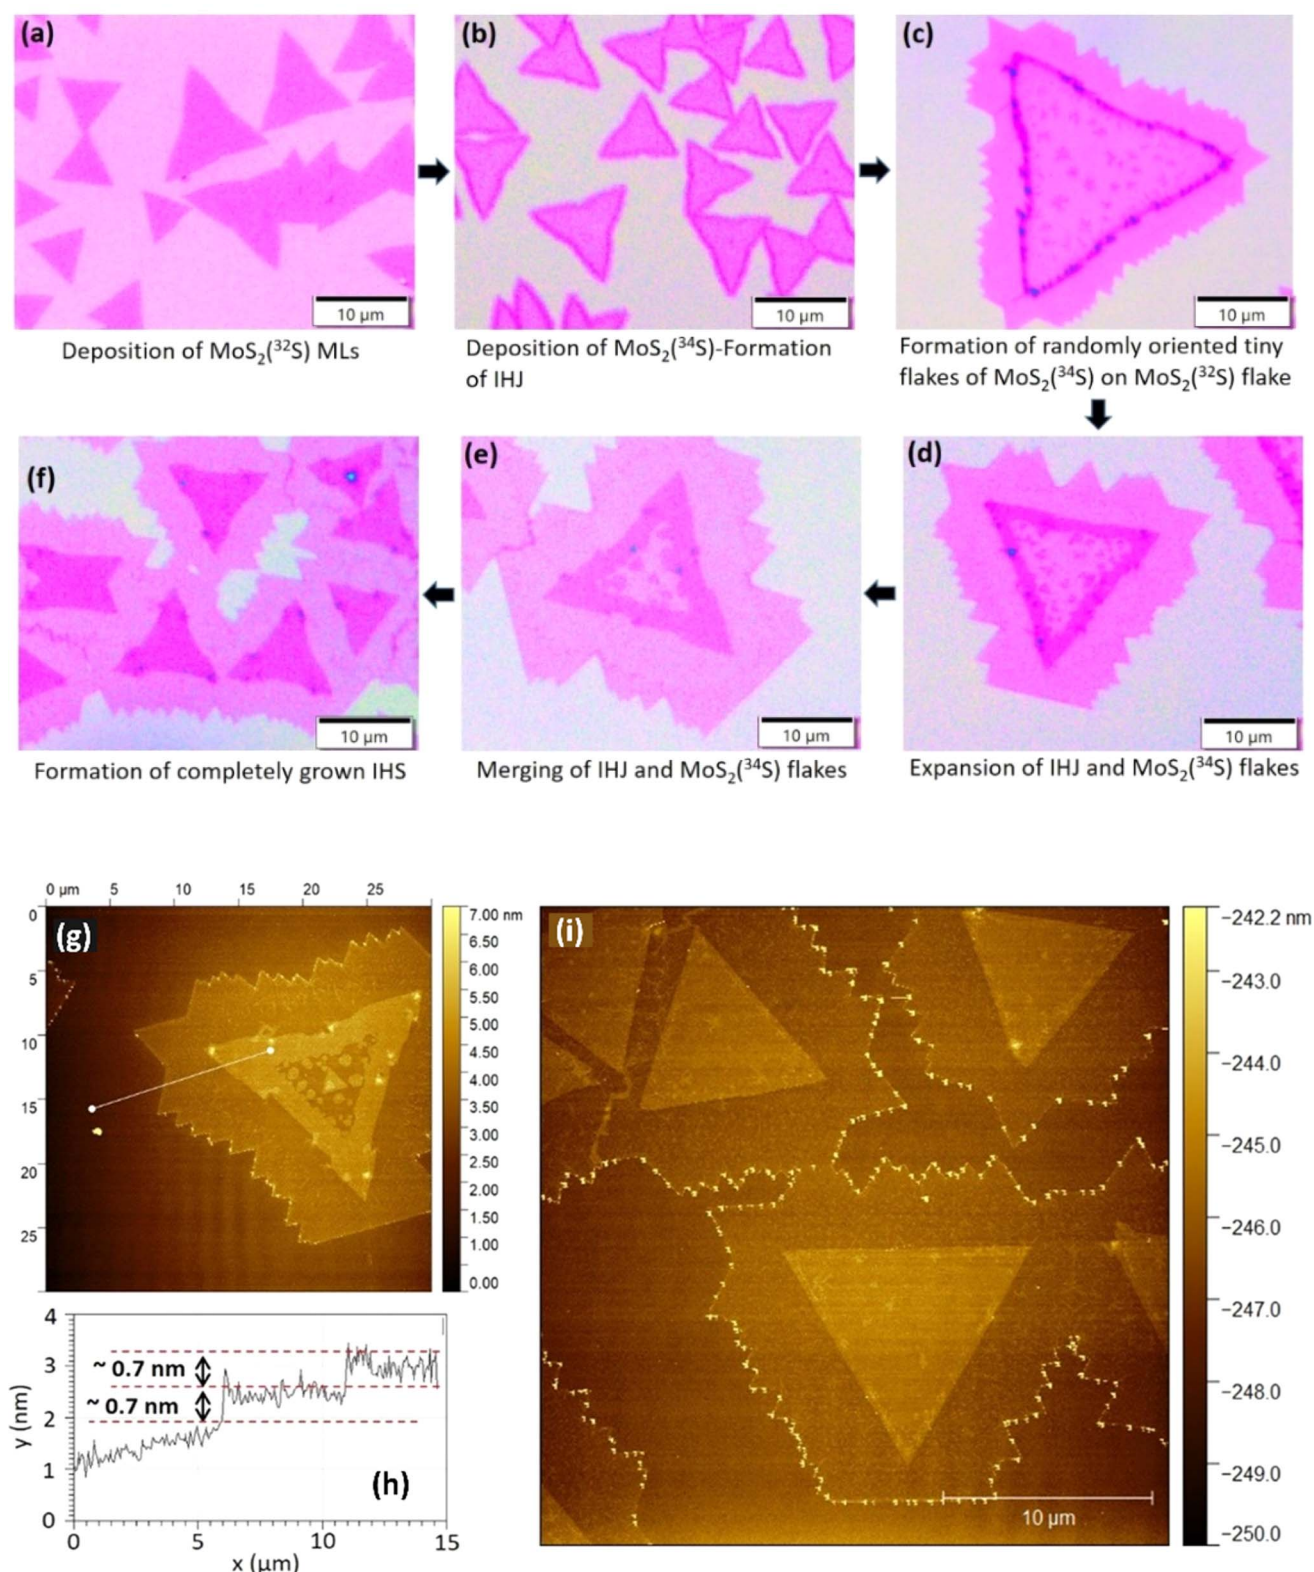 (a)
(b)
(c)
10 µm
10 µm
10 µm
Deposition of MoS₂(³²S) MLs
Deposition of MoS₂(³⁴S)-Formation
of IHJ
Formation of randomly oriented tiny
flakes of MoS₂(³⁴S) on MoS₂(³²S) flake
(f)
(e)
(d)
10 µm
10 µm
10 µm
Formation of completely grown IHS
Merging of IHJ and MoS₂(³⁴S) flakes
Expansion of IHJ and MoS₂(³⁴S) flakes
0 µm 5 10 15 20 25
(g)
0
5
10
15
20
25
7.00 nm
6.50
6.00
5.50
5.00
4.50
4.00
3.50
3.00
2.50
2.00
1.50
1.00
0.00
(h)
y (nm)
4
3
2
1
0
~ 0.7 nm
~ 0.7 nm
0 5 10 15
x (µm)
(i)
10 µm
−242.2 nm
−243.0
−244.0
−245.0
−246.0
−247.0
−248.0
−249.0
−250.0